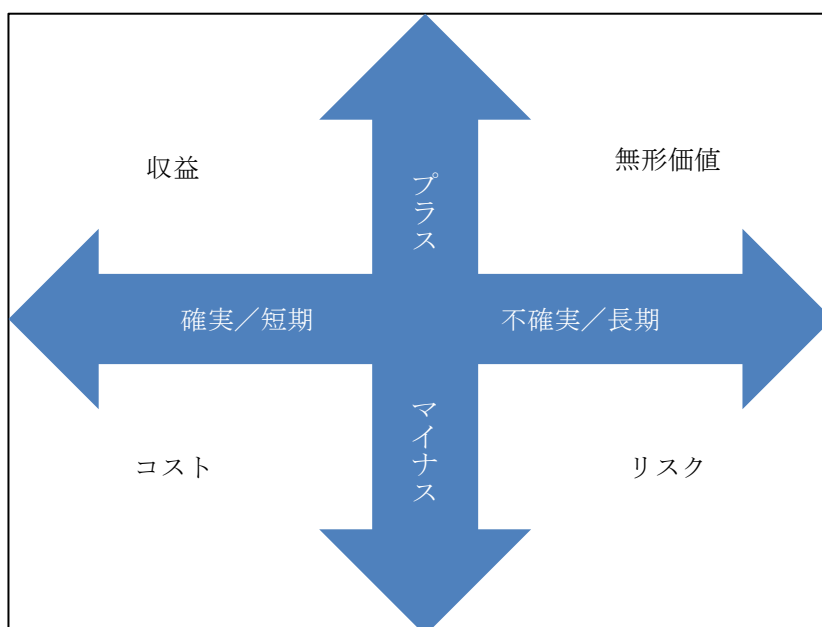 収益
無形価値
プラス
確実／短期
不確実／長期
マイナス
コスト
リスク